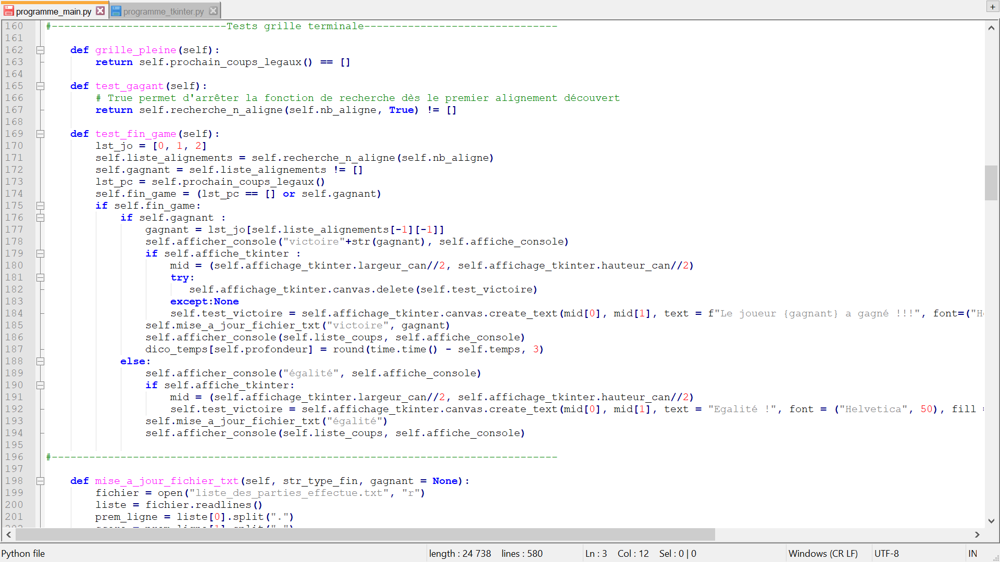 programme_main.py programme_tkinter.py +
160 #----------------------------Tests grille terminale-------------------------------
161
162 def grille_pleine(self):
163 return self.prochain_coups_legaux() == []
164
165 def test_gagant(self):
166 # True permet d'arrêter la fonction de recherche dès le premier alignement découvert
167 return self.recherche_n_aligne(self.nb_aligne, True) != []
168
169 def test_fin_game(self):
170 lst_jo = [0, 1, 2]
171 self.liste_alignements = self.recherche_n_aligne(self.nb_aligne)
172 self.gagnant = self.liste_alignements != []
173 lst_pc = self.prochain_coups_legaux()
174 self.fin_game = (lst_pc == [] or self.gagnant)
175 if self.fin_game:
176 if self.gagnant :
177 gagnant = lst_jo[self.liste_alignements[-1][-1]]
178 self.afficher_console("victoire"+str(gagnant), self.affiche_console)
179 if self.affiche_tkinter :
180 mid = (self.affichage_tkinter.largeur_can//2, self.affichage_tkinter.hauteur_can//2)
181 try:
182 self.affichage_tkinter.canvas.delete(self.test_victoire)
183 except:None
184 self.test_victoire = self.affichage_tkinter.canvas.create_text(mid[0], mid[1], text = f"Le joueur {gagnant} a gagné !!!", font=("H
185 self.mise_a_jour_fichier_txt("victoire", gagnant)
186 self.afficher_console(self.liste_coups, self.affiche_console)
187 dico_temps[self.profondeur] = round(time.time() - self.temps, 3)
188 else:
189 self.afficher_console("égalité", self.affiche_console)
190 if self.affiche_tkinter:
191 mid = (self.affichage_tkinter.largeur_can//2, self.affichage_tkinter.hauteur_can//2)
192 self.test_victoire = self.affichage_tkinter.canvas.create_text(mid[0], mid[1], text = "Egalité !", font = ("Helvetica", 50), fill =
193 self.mise_a_jour_fichier_txt("égalité")
194 self.afficher_console(self.liste_coups, self.affiche_console)
195
196 #---------------------------------------------------------------------------------
197
198 def mise_a_jour_fichier_txt(self, str_type_fin, gagnant = None):
199 fichier = open("liste_des_parties_effectue.txt", "r")
200 liste = fichier.readlines()
201 prem_ligne = liste[0].split(".")
Python file length : 24 738 lines : 580 Ln : 3 Col : 12 Sel : 0 | 0 Windows (CR LF) UTF-8 IN